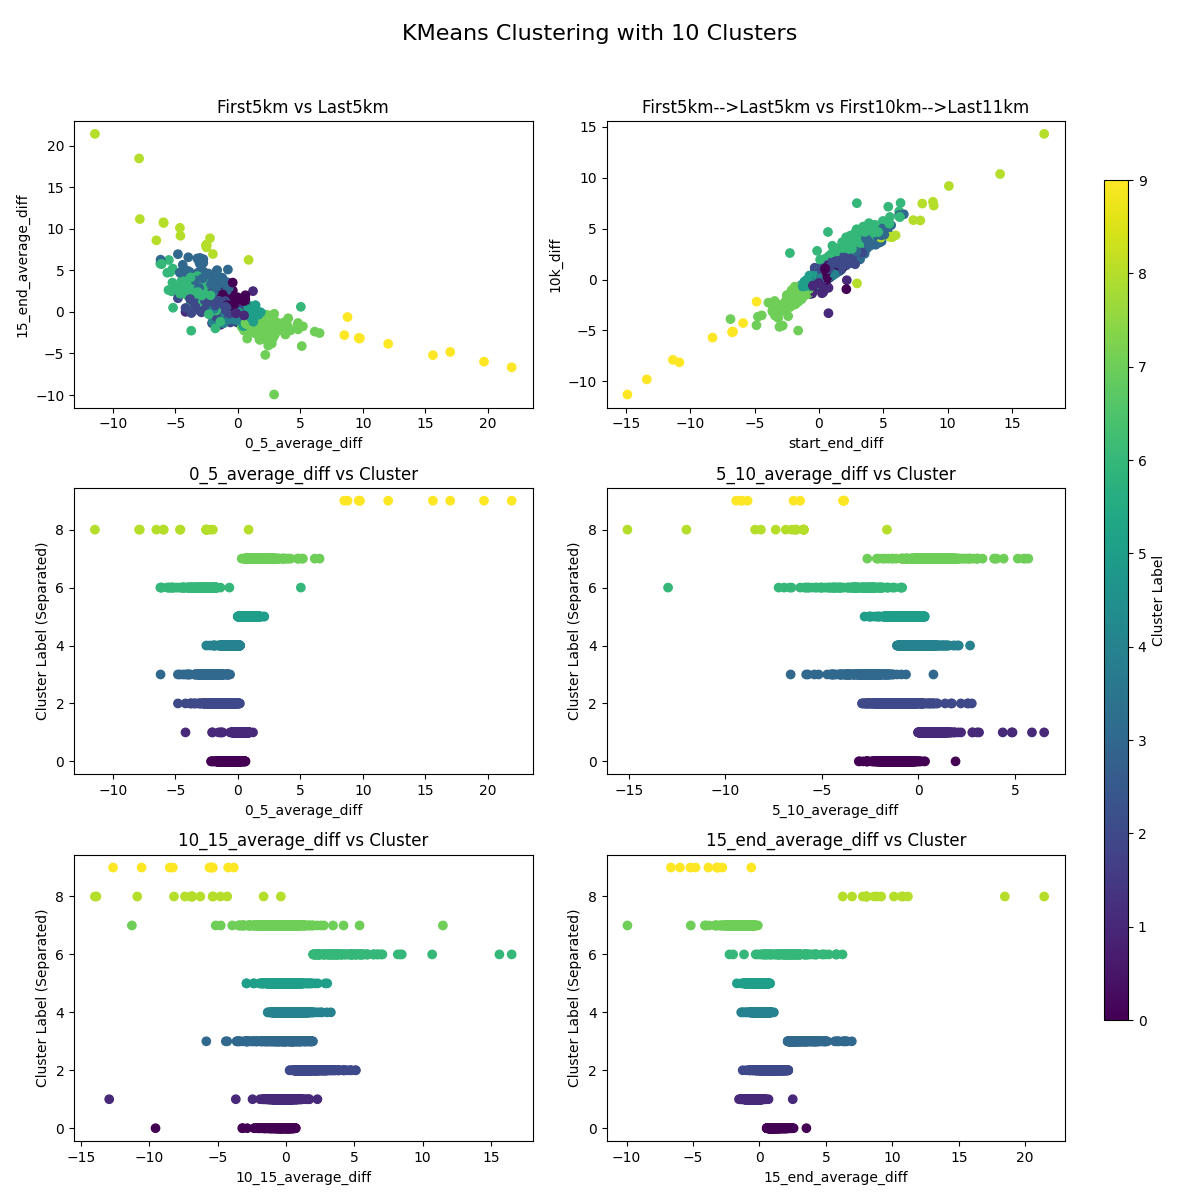 KMeans Clustering with 10 Clusters
First5km vs Last5km
15_end_average_diff
20
15
10
5
0
−5
−10
−10 −5 0 5 10 15 20
0_5_average_diff
First5km-->Last5km vs First10km-->Last11km
10k_diff
15
10
5
0
−5
−10
−15 −10 −5 0 5 10 15
start_end_diff
0_5_average_diff vs Cluster
Cluster Label (Separated)
8
6
4
2
0
−10 −5 0 5 10 15 20
0_5_average_diff
5_10_average_diff vs Cluster
Cluster Label (Separated)
8
6
4
2
0
−15 −10 −5 0 5
5_10_average_diff
10_15_average_diff vs Cluster
Cluster Label (Separated)
8
6
4
2
0
−15 −10 −5 0 5 10 15
10_15_average_diff
15_end_average_diff vs Cluster
Cluster Label (Separated)
8
6
4
2
0
−10 −5 0 5 10 15 20
15_end_average_diff
9
8
7
6
5
4
3
2
1
0
Cluster Label